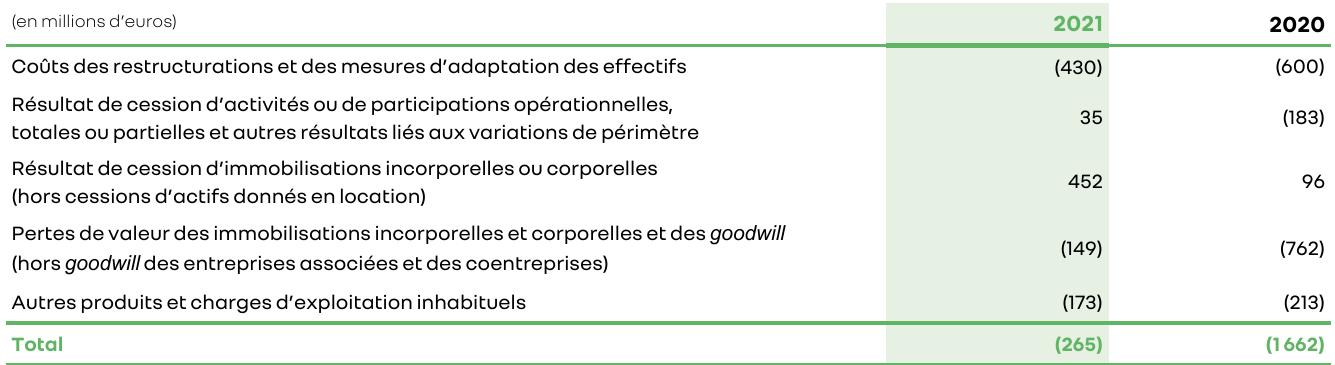 (en millions d’euros) 2021 2020
Coûts des restructurations et des mesures d’adaptation des effectifs (430) (600)
Résultat de cession d’activités ou de participations opérationnelles,
totales ou partielles et autres résultats liés aux variations de périmètre 35 (183)
Résultat de cession d’immobilisations incorporelles ou corporelles
(hors cessions d’actifs donnés en location) 452 96
Pertes de valeur des immobilisations incorporelles et corporelles et des goodwill
(hors goodwill des entreprises associées et des coentreprises) (149) (762)
Autres produits et charges d’exploitation inhabituels (173) (213)
Total (265) (1 662)